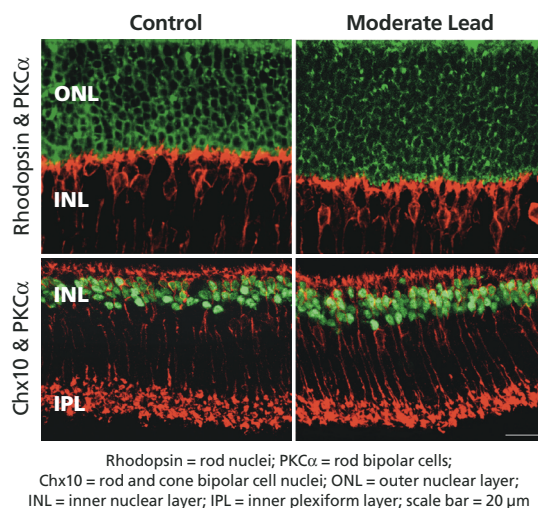 Control
Moderate Lead
Rhodopsin & PKCα
ONL
INL
Chx10 & PKCα
INL
IPL
Rhodopsin = rod nuclei; PKCα = rod bipolar cells;
Chx10 = rod and cone bipolar cell nuclei; ONL = outer nuclear layer;
INL = inner nuclear layer; IPL = inner plexiform layer; scale bar = 20 µm